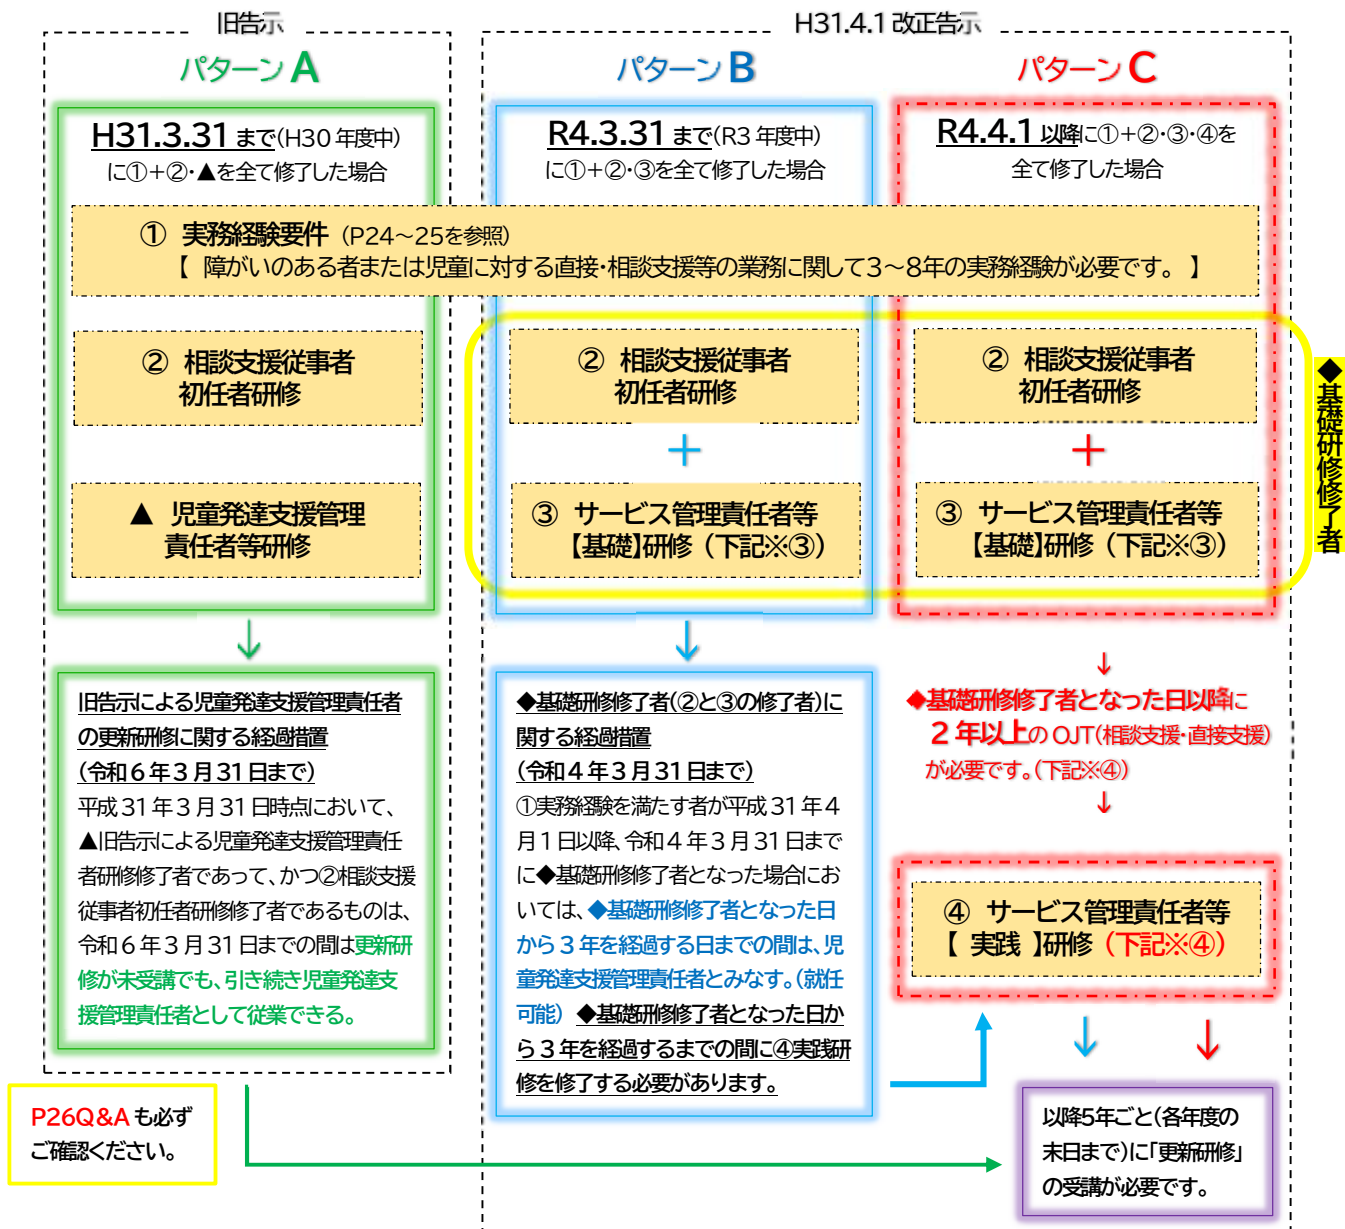 旧告示
H31.4.1 改正告示
パターン A
H31.3.31 まで(H30 年度中)
に①+②・▲を全て修了した場合
パターン B
R4.3.31 まで(R3 年度中)
に①+②・③を全て修了した場合
パターン C
R4.4.1 以降に①+②・③・④を
全て修了した場合
① 実務経験要件 (P24～25を参照)
【 障がいのある者または児童に対する直接・相談支援等の業務に関して3～8年の実務経験が必要です。 】
② 相談支援従事者
初任者研修
▲ 児童発達支援管理
責任者等研修
② 相談支援従事者
初任者研修
+
③ サービス管理責任者等
【基礎】研修 (下記※③)
② 相談支援従事者
初任者研修
+
③ サービス管理責任者等
【基礎】研修 (下記※③)
◆基礎研修修了者
↓
旧告示による児童発達支援管理責任者
の更新研修に関する経過措置
(令和6年3月31日まで)
平成31年3月31日時点において、
▲旧告示による児童発達支援管理責任
者研修修了者であって、かつ②相談支援
従事者初任者研修修了者であるものは、
令和6年3月31日までの間は更新研
修が未受講でも、引き続き児童発達支
援管理責任者として従業できる。
↓
◆基礎研修修了者(②と③の修了者)に
関する経過措置
(令和4年3月31日まで)
①実務経験を満たす者が平成31年4
月1日以降、令和4年3月31日まで
に◆基礎研修修了者となった場合にお
いては、◆基礎研修修了者となった日
から3年を経過する日までの間は、児
童発達支援管理責任者とみなす。(就任
可能) ◆基礎研修修了者となった日か
ら3年を経過するまでの間に④実践研
修を修了する必要があります。
↓
◆基礎研修修了者となった日以降に
2年以上のOJT(相談支援・直接支援)
が必要です。(下記※④)
↓
④ サービス管理責任者等
【 実践 】研修 (下記※④)
↓ ↓
P26Q&Aも必ず
ご確認ください。
以降5年ごと(各年度の
末日まで)に「更新研修」
の受講が必要です。